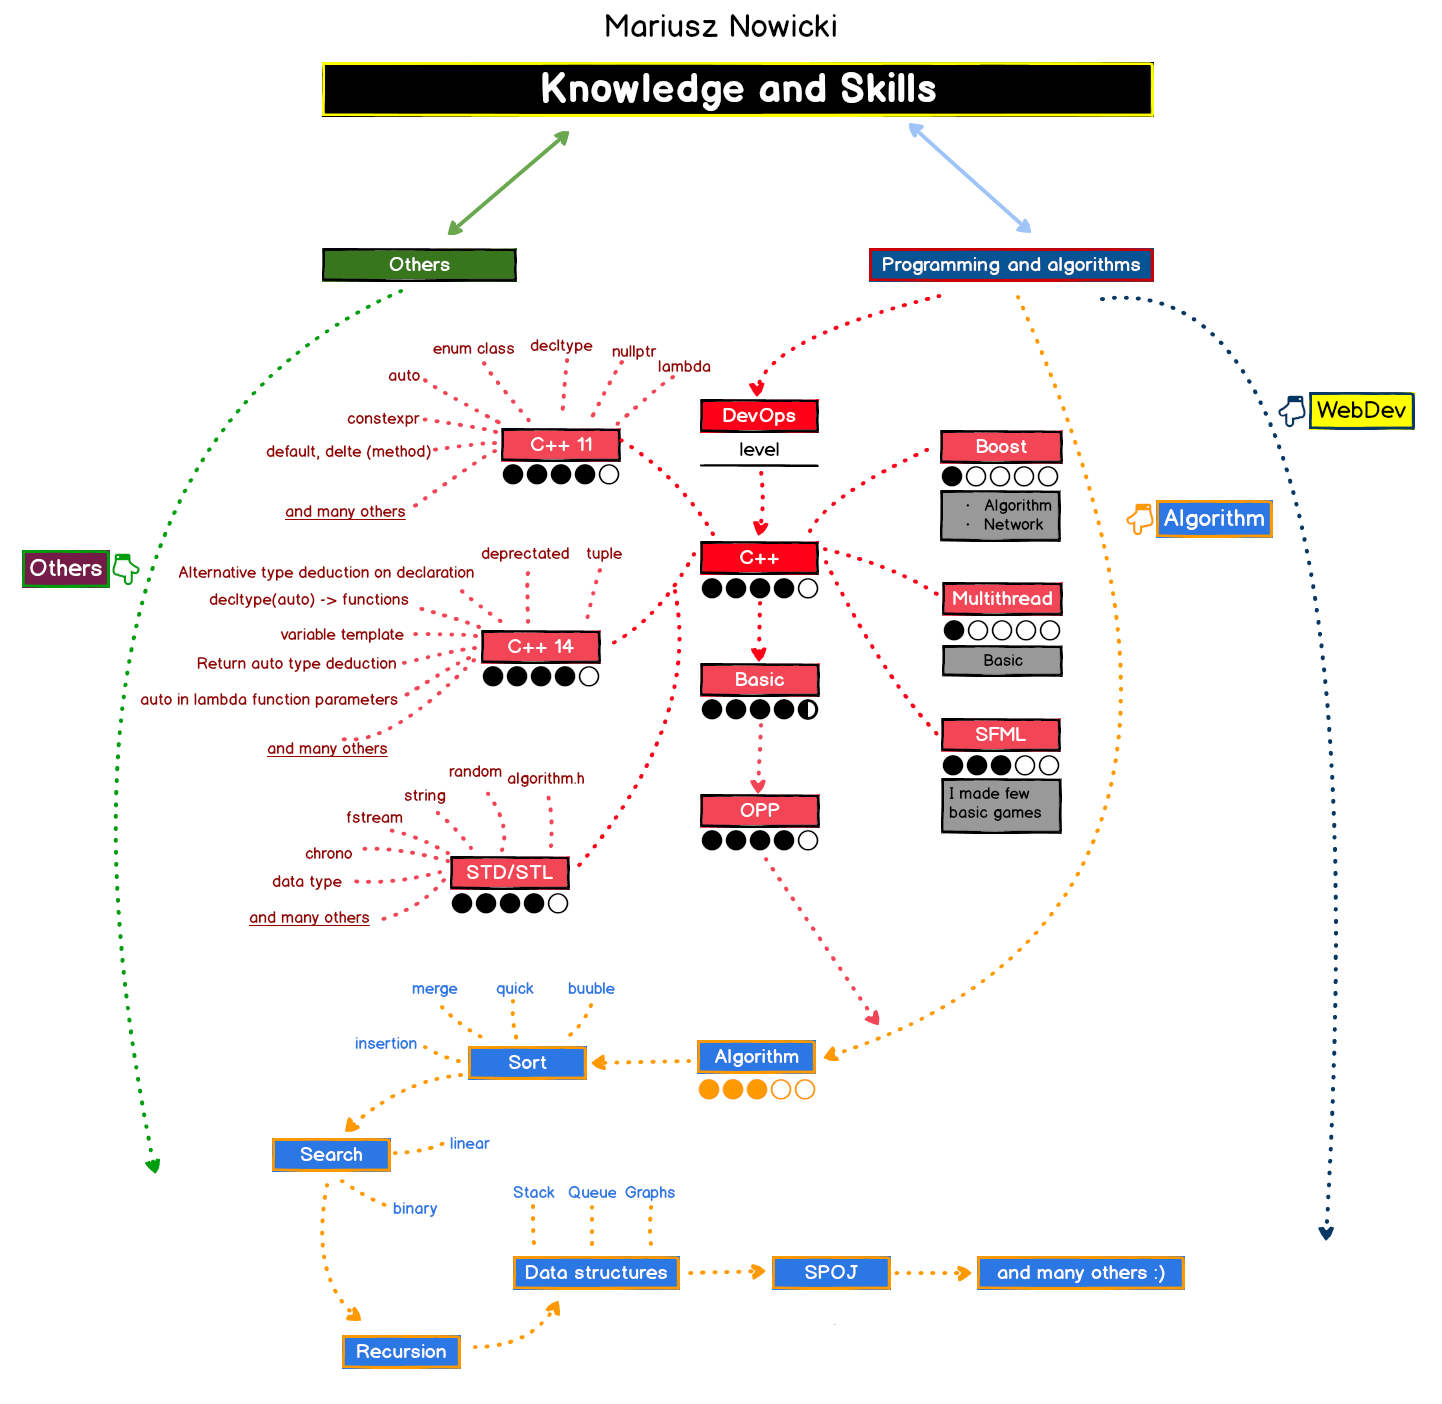 Mariusz Nowicki
Knowledge and Skills
Others
Programming and algorithms
enum class
decltype
nullptr
lambda
auto
constexpr
default, delte (method)
and many others
C++ 11
DevOps
level
WebDev
Boost
· Algorithm
· Network
Algorithm
Others
C++
deprectated
tuple
Alternative type deduction on declaration
decltype(auto) -> functions
variable template
Return auto type deduction
auto in lambda function parameters
and many others
C++ 14
Multithread
Basic
Basic
SFML
I made few
basic games
OPP
random
algorithm.h
string
fstream
chrono
data type
and many others
STD/STL
merge
quick
buuble
insertion
Sort
Algorithm
Search
linear
binary
Stack
Queue
Graphs
Data structures
SPOJ
and many others :)
Recursion